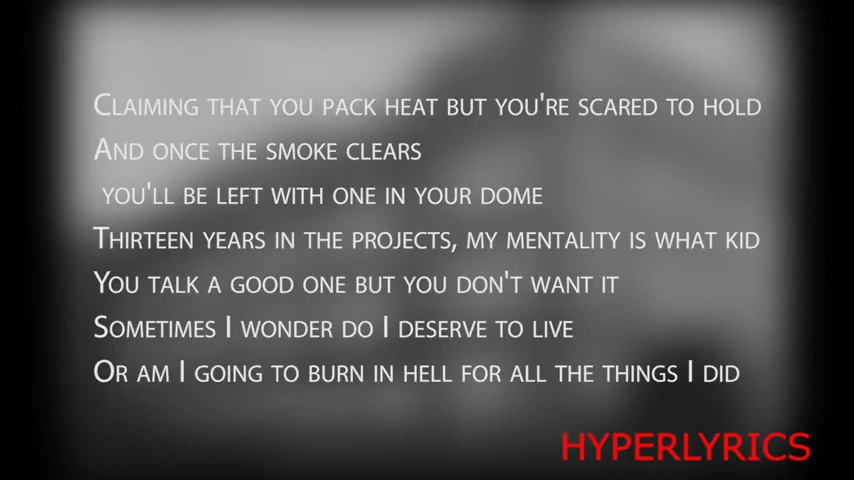 Claiming that you pack heat but you're scared to hold
And once the smoke clears
you'll be left with one in your dome
Thirteen years in the projects, my mentality is what kid
You talk a good one but you don't want it
Sometimes I wonder do I deserve to live
Or am I going to burn in hell for all the things I did
HYPERLYRICS